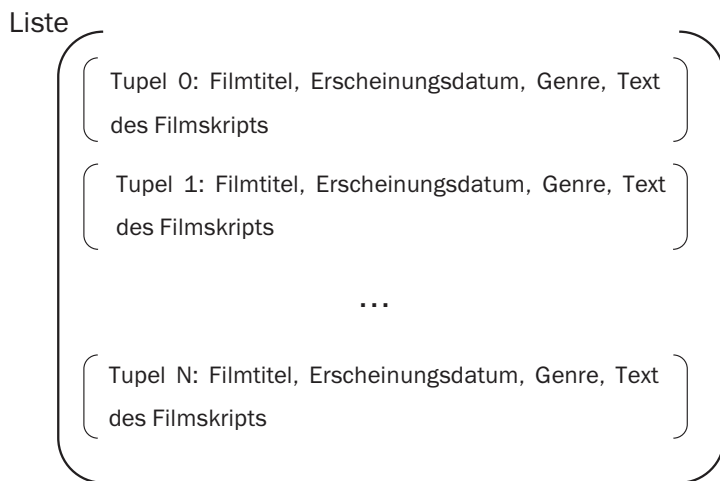 Liste
Tupel 0: Filmtitel, Erscheinungsdatum, Genre, Text
des Filmskripts
Tupel 1: Filmtitel, Erscheinungsdatum, Genre, Text
des Filmskripts
...
Tupel N: Filmtitel, Erscheinungsdatum, Genre, Text
des Filmskripts